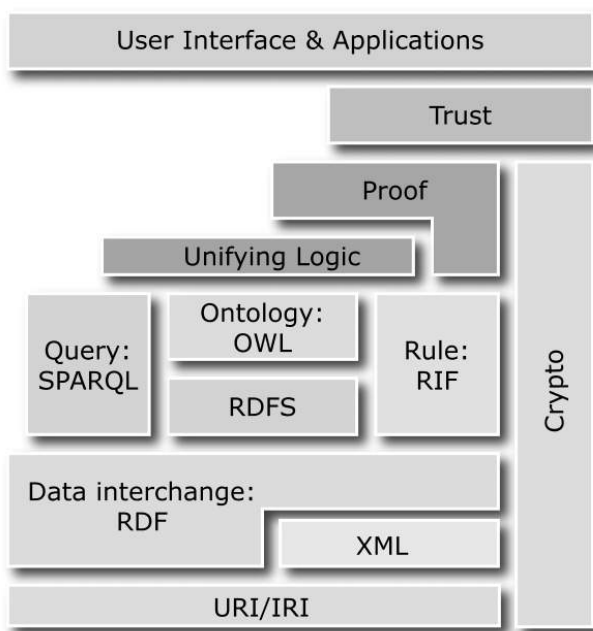 User Interface & Applications
Trust
Proof
Unifying Logic
Query:
SPARQL
Ontology:
OWL
Rule:
RIF
RDFS
Crypto
Data interchange:
RDF
XML
URI/IRI